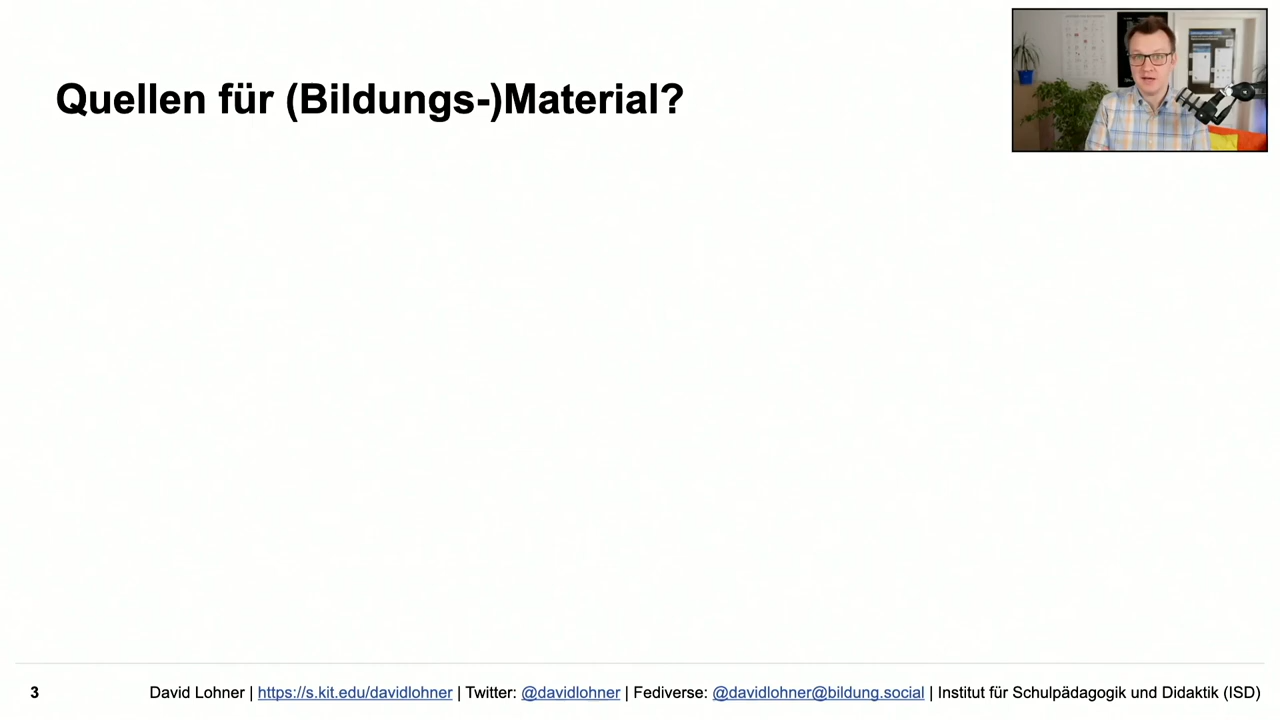 Quellen für (Bildungs-)Material?
3
David Lohner | https://s.kit.edu/davidlohner | Twitter: @davidlohner | Fediverse: @davidlohner@bildung.social | Institut für Schulpädagogik und Didaktik (ISD)